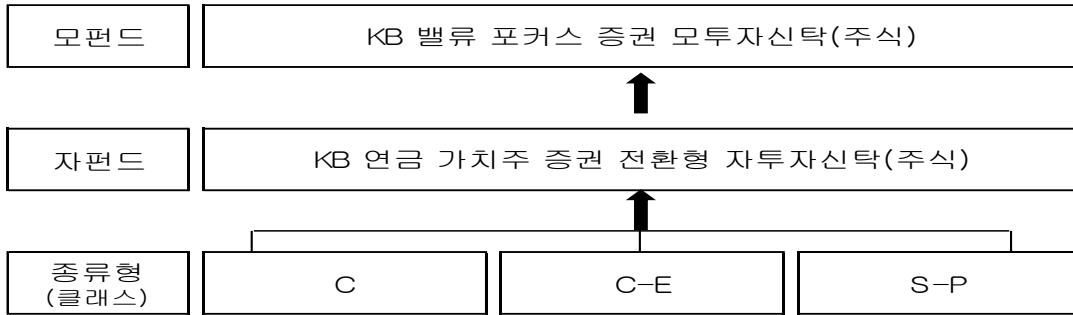 모펀드
KB 밸류 포커스 증권 모투자신탁(주식)
자펀드
KB 연금 가치주 증권 전환형 자투자신탁(주식)
종류형
(클래스)
C
C-E
S-P